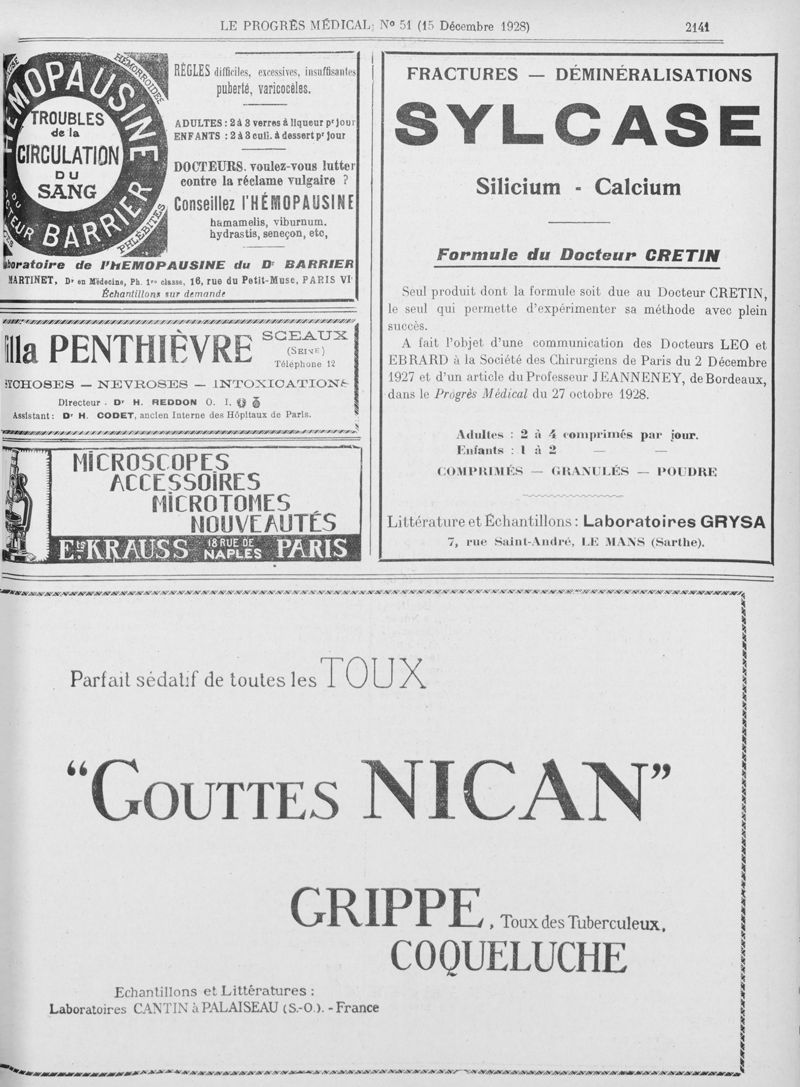 LE PROGRÈS MÉDICAL; Nº 51 (15 Décembre 1928)
2141
HÉMOPAUSINE
DU
DOCTEUR BARRIER
HÉMORROIDES
PHLÉBITES
TROUBLES
de la
CIRCULATION
DU
SANG
RÈGLES difficiles, excessives, insuffisantes
puberté, varicocèles.
ADULTES : 2 à 3 verres à liqueur pr jour
ENFANTS : 2 à 3 cuil. à dessert pr jour
DOCTEURS. voulez-vous lutter
contre la réclame vulgaire ?
Conseillez l'HÉMOPAUSINE
hamamelis, viburnum.
hydrastis, seneçon, etc,
aboratoire de l'HEMOPAUSINE du Dr BARRIER
MARTINET, Dr en Médecine, Ph. 1re classe, 16, rue du Petit-Musc, PARIS VIe
Échantillons sur demande
illa PENTHIÈVRE
SCEAUX
(SEINE)
Téléphone 12
YCHOSES — NEVROSES — INTOXICATIONS
Directeur . Dr H. REDDON O. I.
Assistant : Dr H. CODET, ancien Interne des Hôpitaux de Paris.
MICROSCOPES
ACCESSOIRES
MICROTOMES
NOUVEAUTÉS
Ets KRAUSS 18 RUE DE NAPLES PARIS
FRACTURES — DÉMINÉRALISATIONS
SYLCASE
Silicium - Calcium
Formule du Docteur CRETIN
Seul produit dont la formule soit due au Docteur CRETIN,
le seul qui permette d'expérimenter sa méthode avec plein
succès.
A fait l'objet d'une communication des Docteurs LEO et
EBRARD à la Société des Chirurgiens de Paris du 2 Décembre
1927 et d'un article du Professeur JEANNENEY, de Bordeaux,
dans le Progrès Médical du 27 octobre 1928.
Adultes : 2 à 4 comprimés par jour.
Enfants : 1 à 2 — —
COMPRIMÉS — GRANULÉS — POUDRE
Littérature et Échantillons : Laboratoires GRYSA
7, rue Saint-André, LE MANS (Sarthe).
Parfait sédatif de toutes les TOUX
"GOUTTES NICAN"
GRIPPE, Toux des Tuberculeux,
COQUELUCHE
Echantillons et Littératures :
Laboratoires CANTIN à PALAISEAU (S.-O.). - France